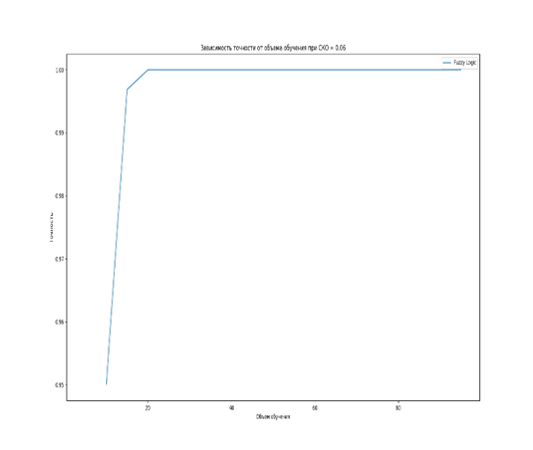 Зависимость точности от объема обучения при СКО = 0.06
Fuzzy Logic
1.00
0.99
0.98
0.97
0.96
0.95
Точность
20
40
60
80
Объем обучения